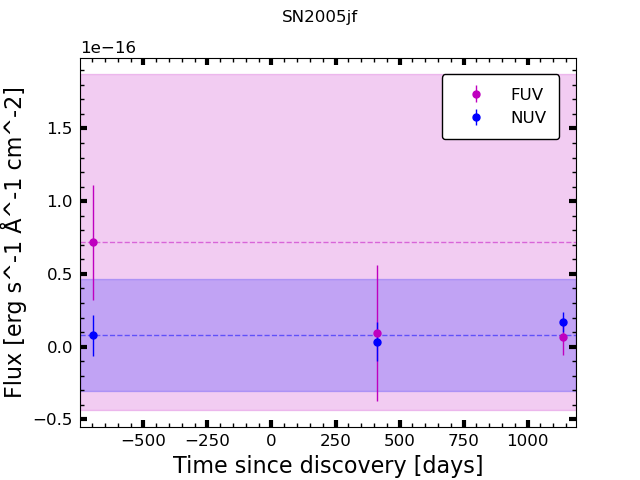 SN2005jf
1e−16
FUV
NUV
1.5
1.0
0.5
0.0
−0.5
Flux [erg s^-1 Å^-1 cm^-2]
−500 −250 0 250 500 750 1000
Time since discovery [days]